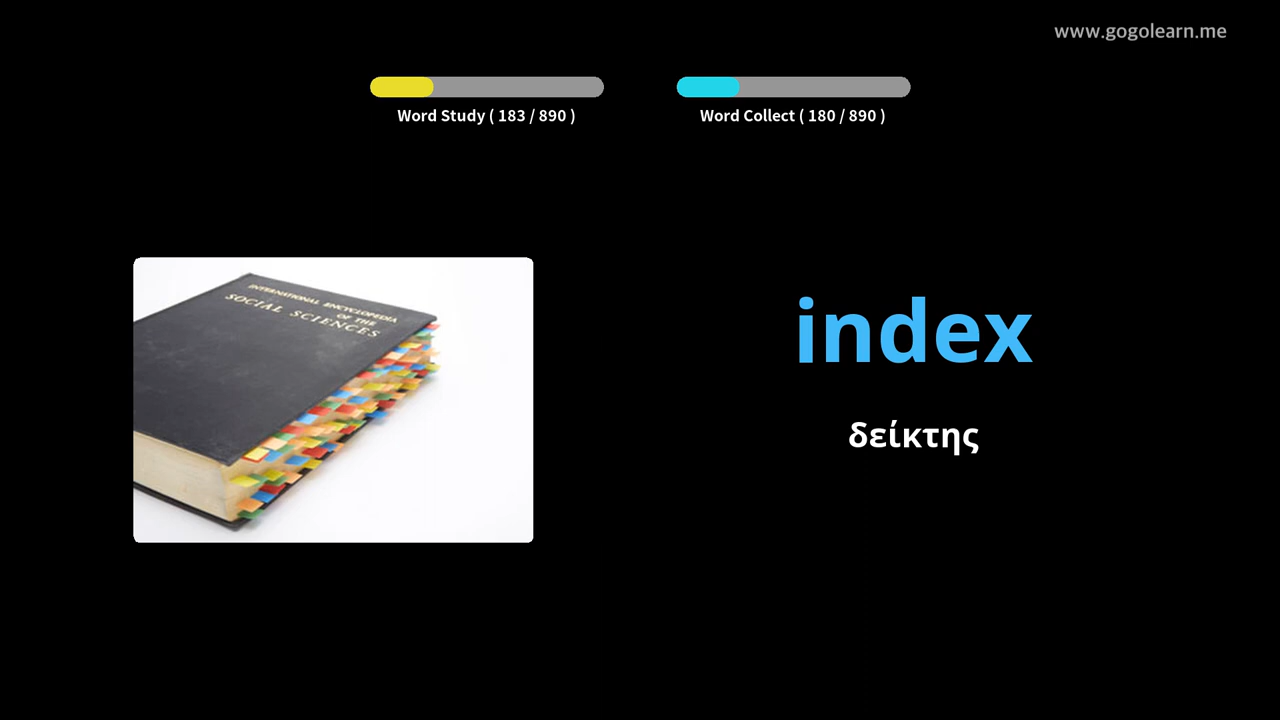 www.gogolearn.me
Word Study ( 183 / 890 )
Word Collect ( 180 / 890 )
INTERNATIONAL ENCYCLOPEDIA
OF THE
SOCIAL SCIENCES
index
δείκτης